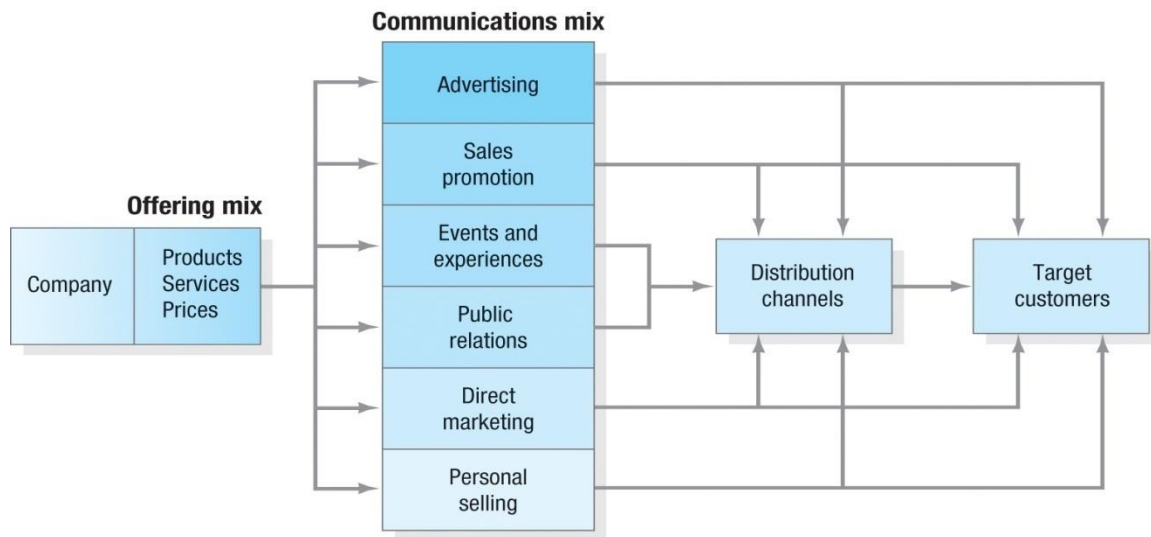 Communications mix
Advertising
Sales
promotion
Offering mix
Events and
experiences
Company
Products
Services
Prices
Distribution
channels
Target
customers
Public
relations
Direct
marketing
Personal
selling